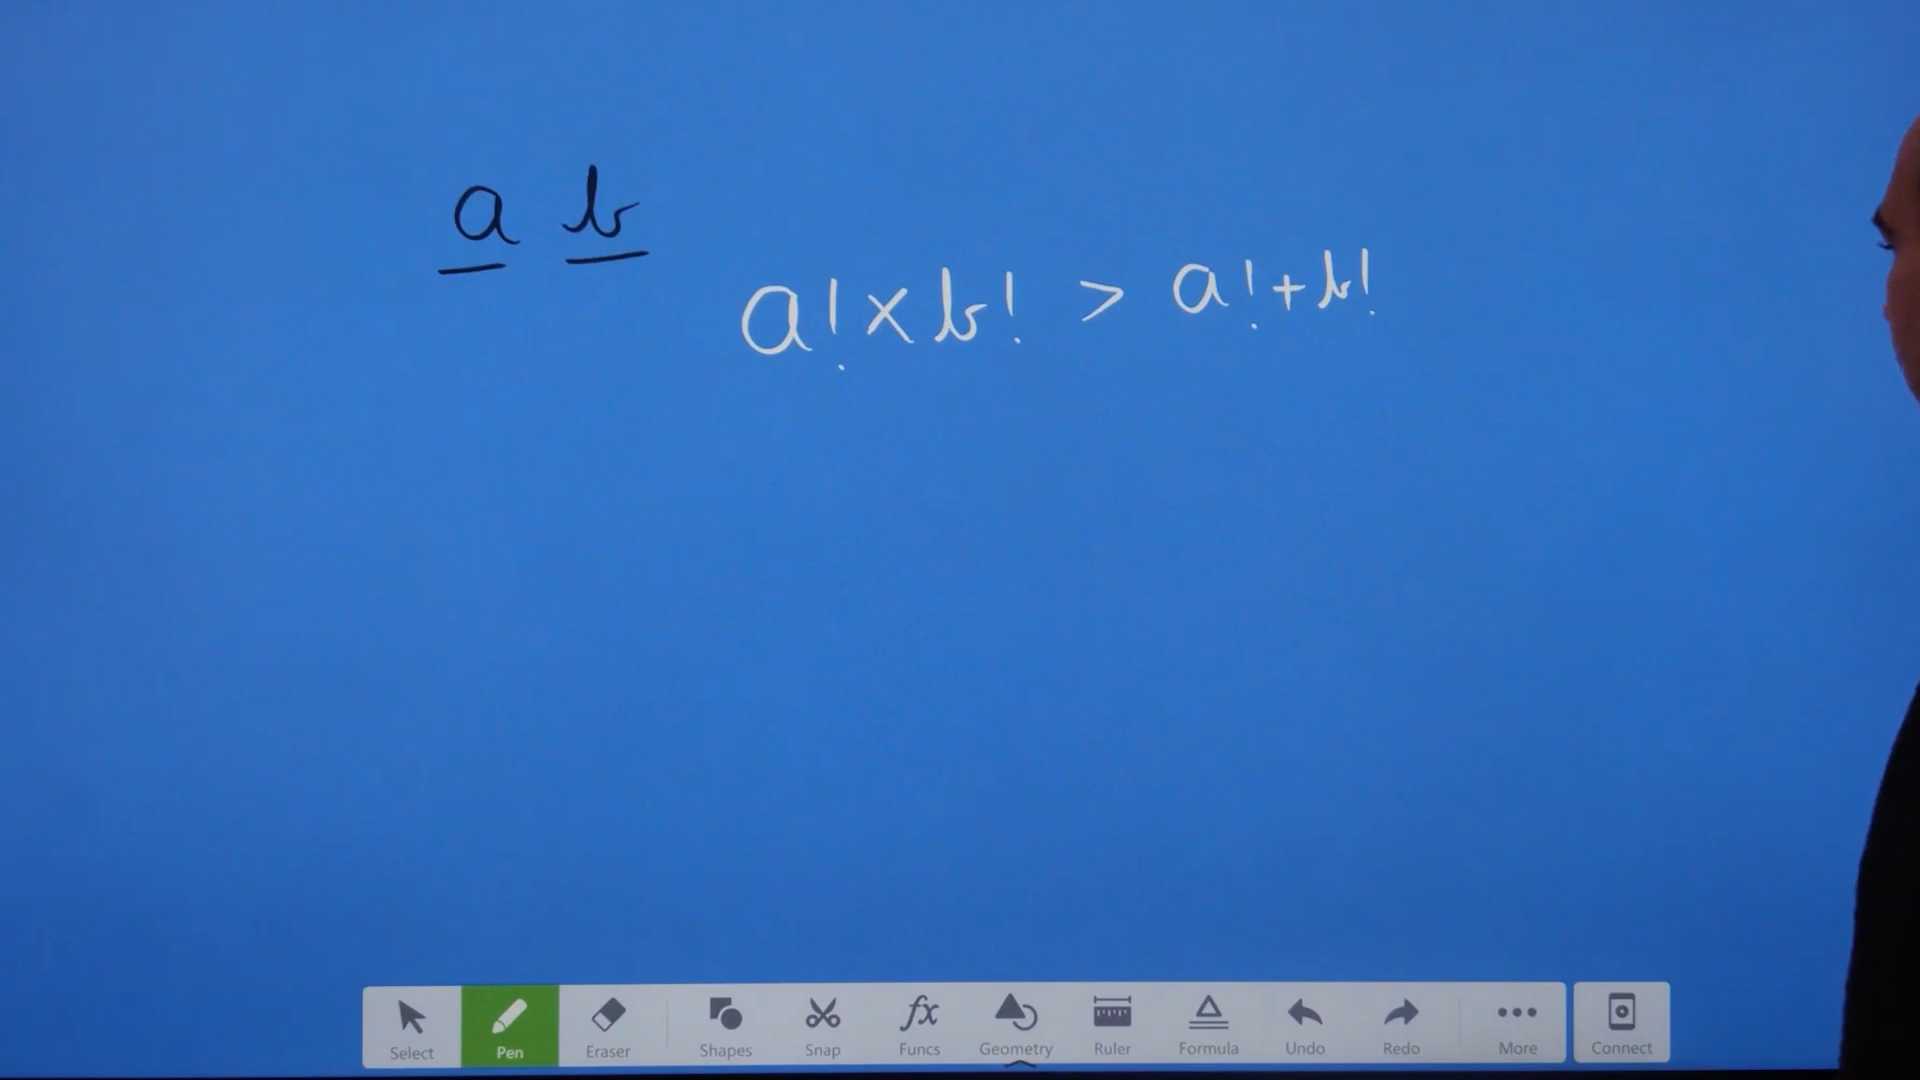 a b
a! × b! > a! + b!
Select Pen Eraser Shapes Snap Funcs Geometry Ruler Formula Undo Redo More Connect